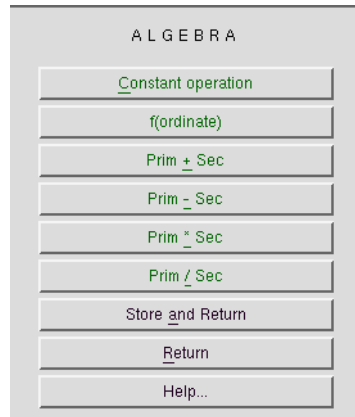 ALGEBRA
Constant operation
f(ordinate)
Prim + Sec
Prim - Sec
Prim * Sec
Prim / Sec
Store and Return
Return
Help...